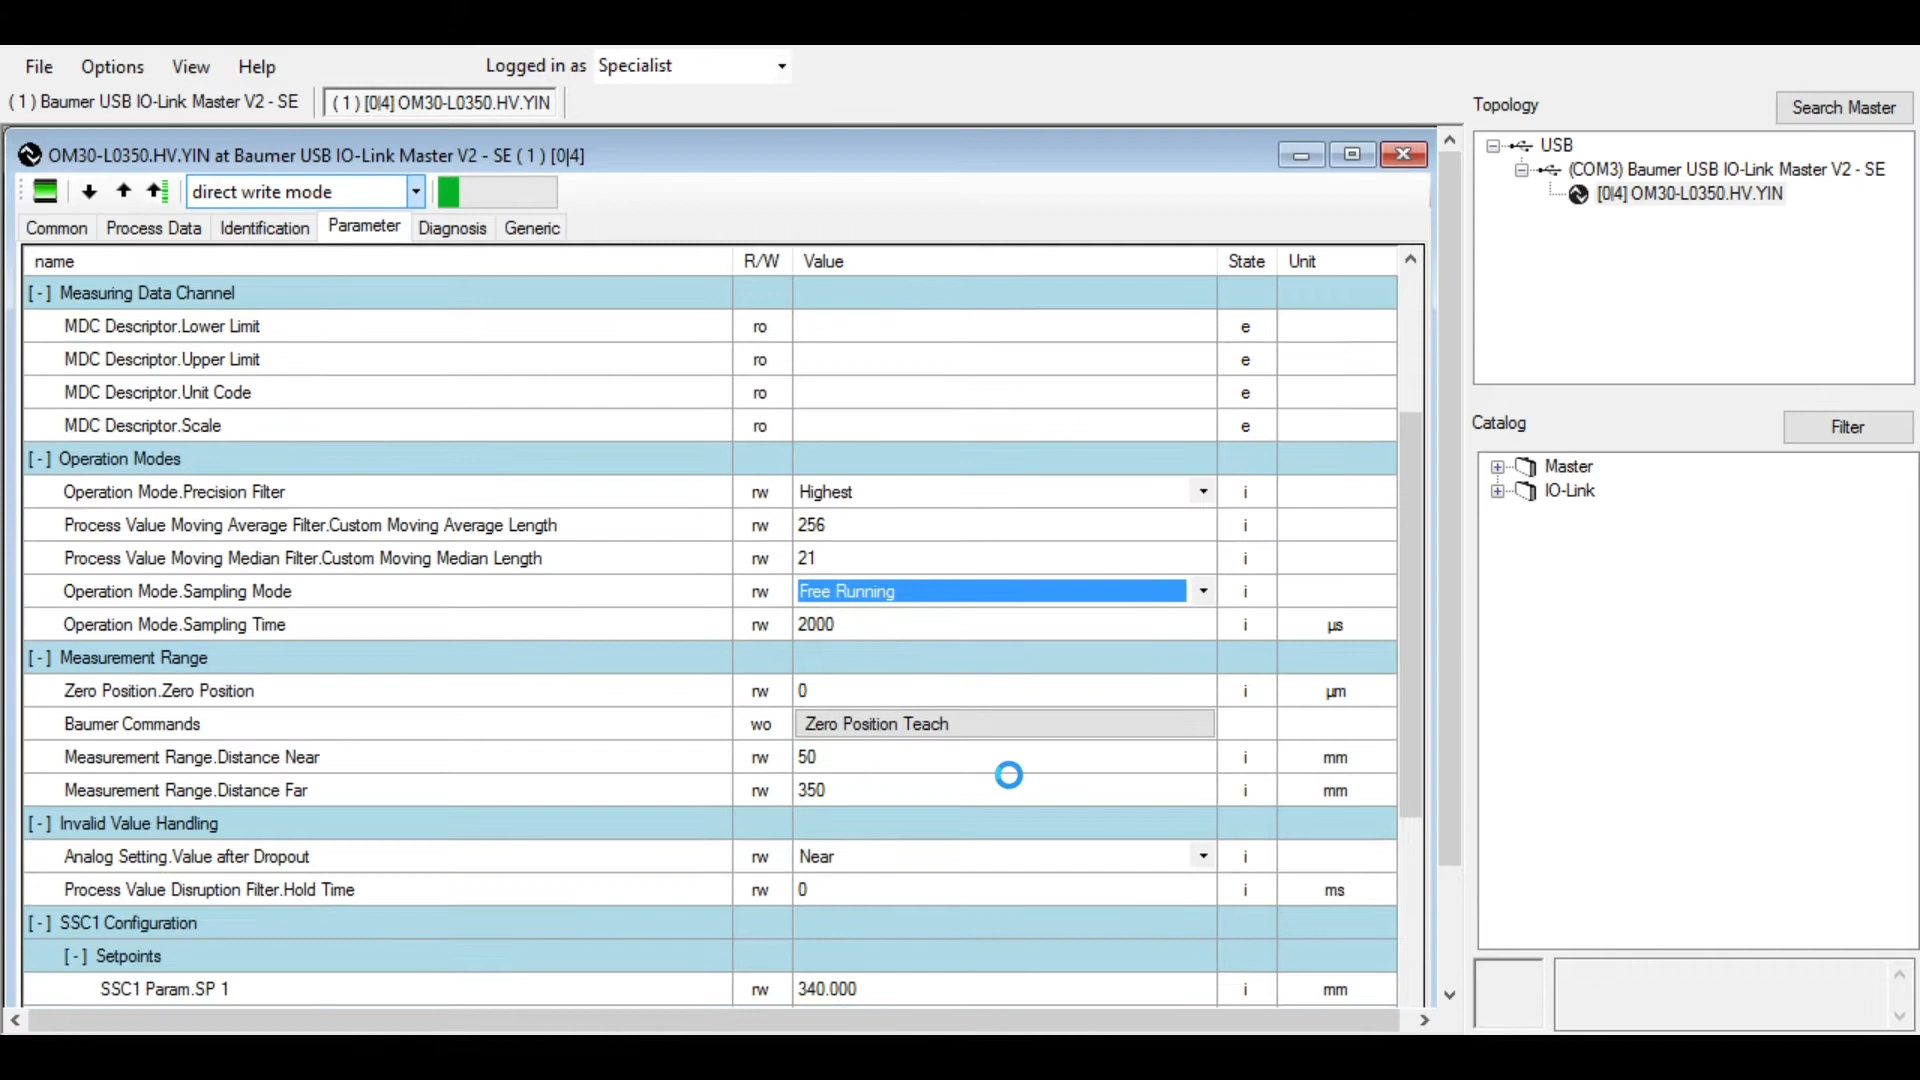 File Options View Help Logged in as Specialist
( 1 ) Baumer USB IO-Link Master V2 - SE ( 1 ) [0|4] OM30-L0350.HV.YIN
OM30-L0350.HV.YIN at Baumer USB IO-Link Master V2 - SE ( 1 ) [0|4]
direct write mode
Common Process Data Identification Parameter Diagnosis Generic
name R/W Value State Unit
[ - ] Measuring Data Channel
MDC Descriptor.Lower Limit ro e
MDC Descriptor.Upper Limit ro e
MDC Descriptor.Unit Code ro e
MDC Descriptor.Scale ro e
[ - ] Operation Modes
Operation Mode.Precision Filter rw Highest i
Process Value Moving Average Filter.Custom Moving Average Length rw 256 i
Process Value Moving Median Filter.Custom Moving Median Length rw 21 i
Operation Mode.Sampling Mode rw Free Running i
Operation Mode.Sampling Time rw 2000 i µs
[ - ] Measurement Range
Zero Position.Zero Position rw 0 i µm
Baumer Commands wo Zero Position Teach
Measurement Range.Distance Near rw 50 i mm
Measurement Range.Distance Far rw 350 i mm
[ - ] Invalid Value Handling
Analog Setting.Value after Dropout rw Near i
Process Value Disruption Filter.Hold Time rw 0 i ms
[ - ] SSC1 Configuration
[ - ] Setpoints
SSC1 Param.SP 1 rw 340.000 i mm
Topology Search Master
USB
(COM3) Baumer USB IO-Link Master V2 - SE
[0|4] OM30-L0350.HV.YIN
Catalog Filter
Master
IO-Link